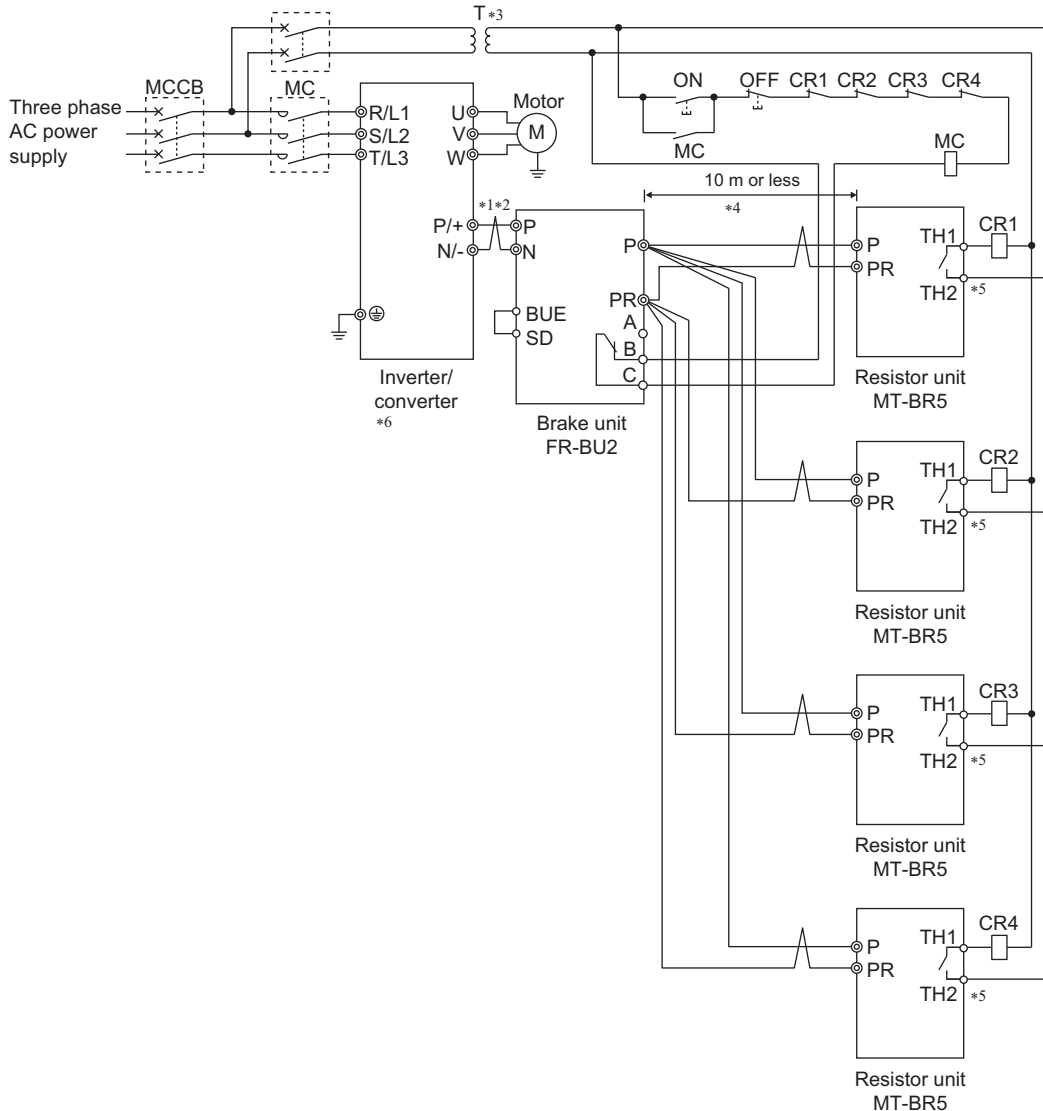 T *3
MCCB
MC
Three phase
AC power
supply
R/L1
S/L2
T/L3
U
V
W
Motor
M
ON
OFF
CR1
CR2
CR3
CR4
MC
MC
10 m or less
*4
*1*2
P/+
N/-
P
N
BUE
SD
P
PR
A
B
C
Inverter/
converter
*6
Brake unit
FR-BU2
P
PR
TH1
TH2
CR1
*5
Resistor unit
MT-BR5
P
PR
TH1
TH2
CR2
*5
Resistor unit
MT-BR5
P
PR
TH1
TH2
CR3
*5
Resistor unit
MT-BR5
P
PR
TH1
TH2
CR4
*5
Resistor unit
MT-BR5